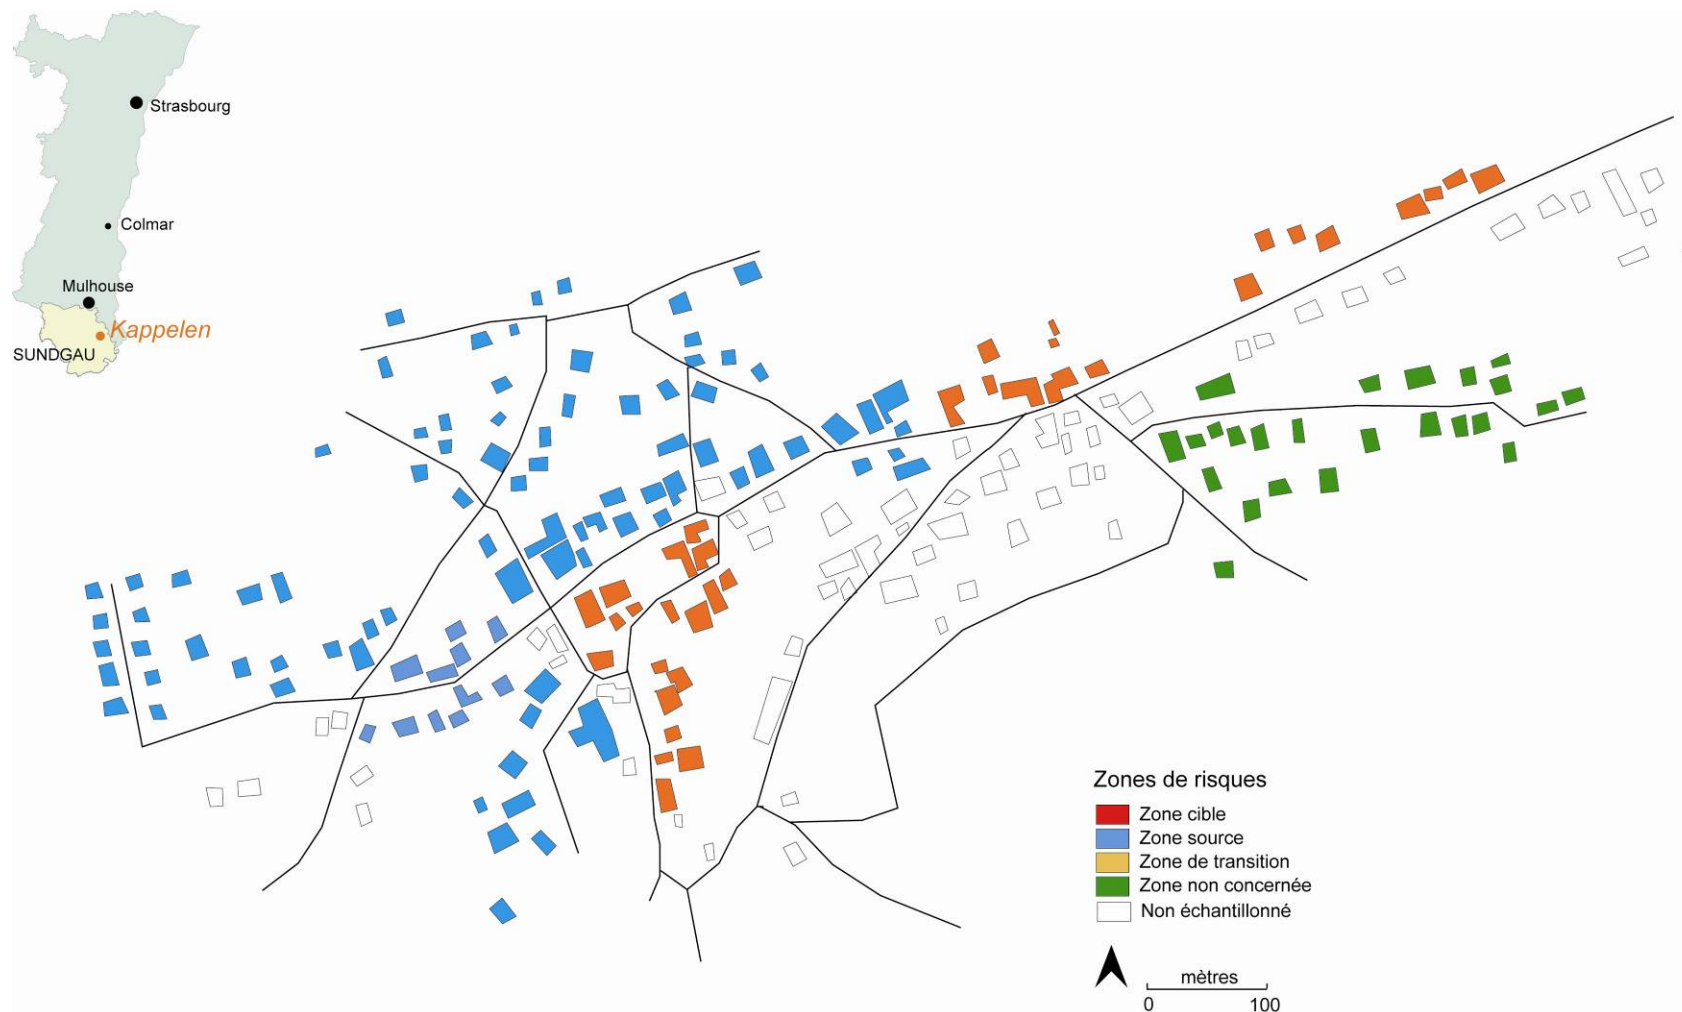 Strasbourg
Colmar
Mulhouse
Kappelen
SUNDGAU
Zones de risques
Zone cible
Zone source
Zone de transition
Zone non concernée
Non échantillonné
mètres
0 100